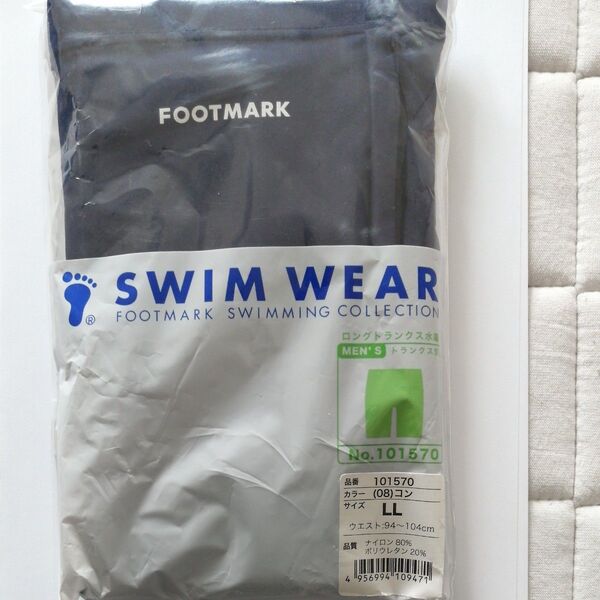 FOOTMARK
SWIM WEAR
®
FOOTMARK SWIMMING COLLECTION
ロングトランクス水着
MEN'S トランクス型
No.101570
品番 101570
カラー (08)コン
サイズ LL
ウエスト:94~104cm
品質 ナイロン 80%
ポリウレタン 20%
4 956994 109471